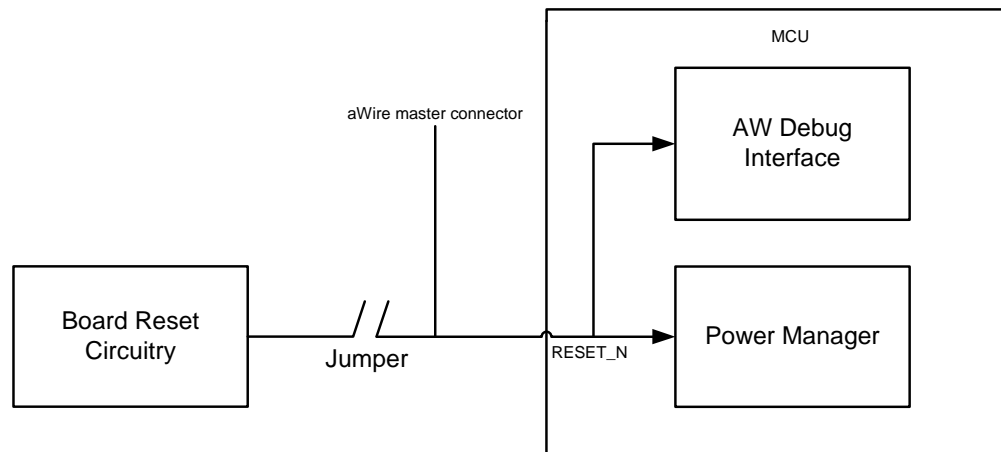 MCU
aWire master connector
AW Debug
Interface
Board Reset
Circuitry
Jumper
RESET_N
Power Manager